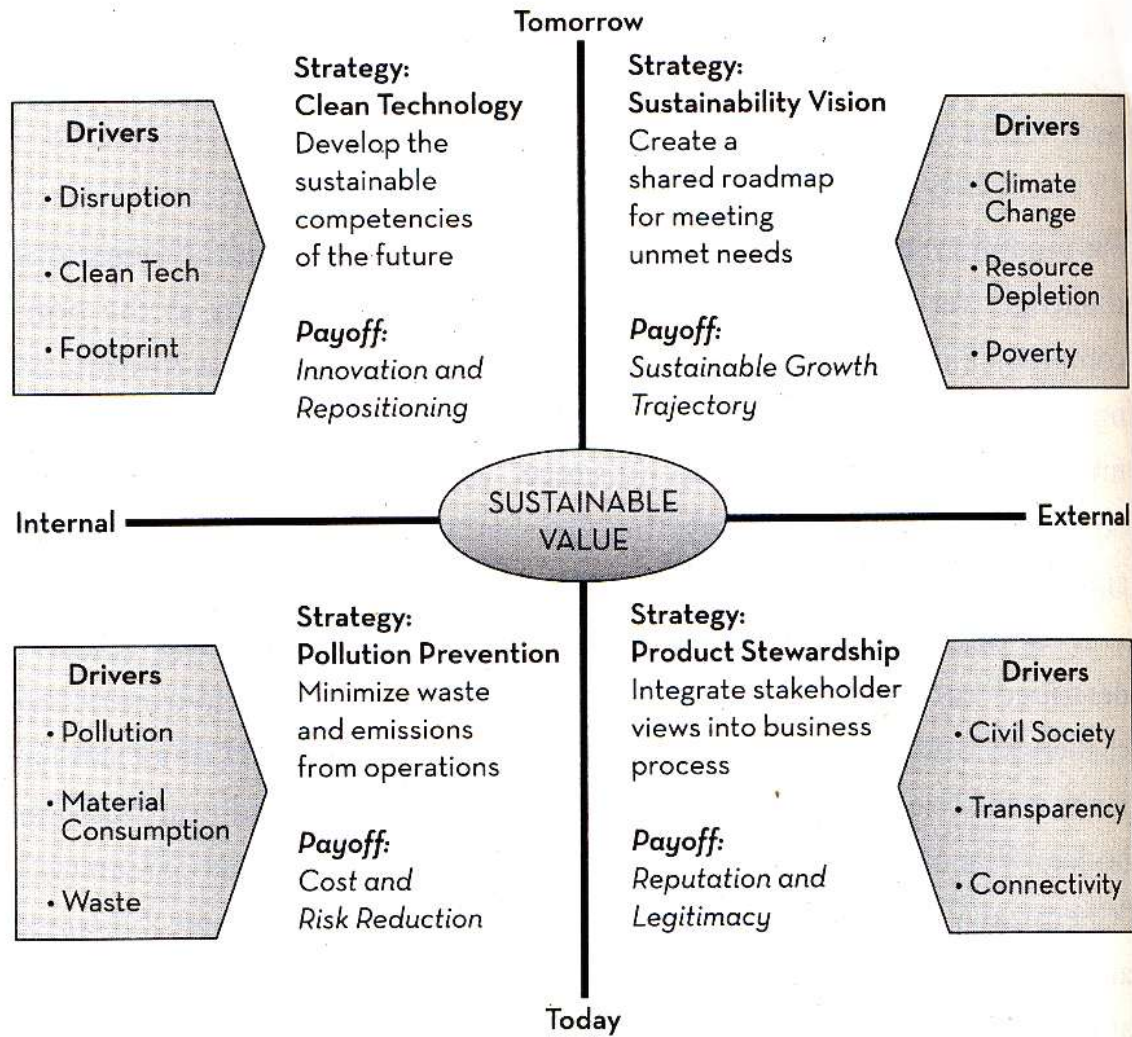 Tomorrow
Drivers
• Disruption
• Clean Tech
• Footprint
Strategy:
Clean Technology
Develop the
sustainable
competencies
of the future
Payoff:
Innovation and
Repositioning
Strategy:
Sustainability Vision
Create a
shared roadmap
for meeting
unmet needs
Payoff:
Sustainable Growth
Trajectory
Drivers
• Climate
Change
• Resource
Depletion
• Poverty
Internal
SUSTAINABLE
VALUE
External
Drivers
• Pollution
• Material
Consumption
• Waste
Strategy:
Pollution Prevention
Minimize waste
and emissions
from operations
Payoff:
Cost and
Risk Reduction
Strategy:
Product Stewardship
Integrate stakeholder
views into business
process
Payoff:
Reputation and
Legitimacy
Drivers
• Civil Society
• Transparency
• Connectivity
Today